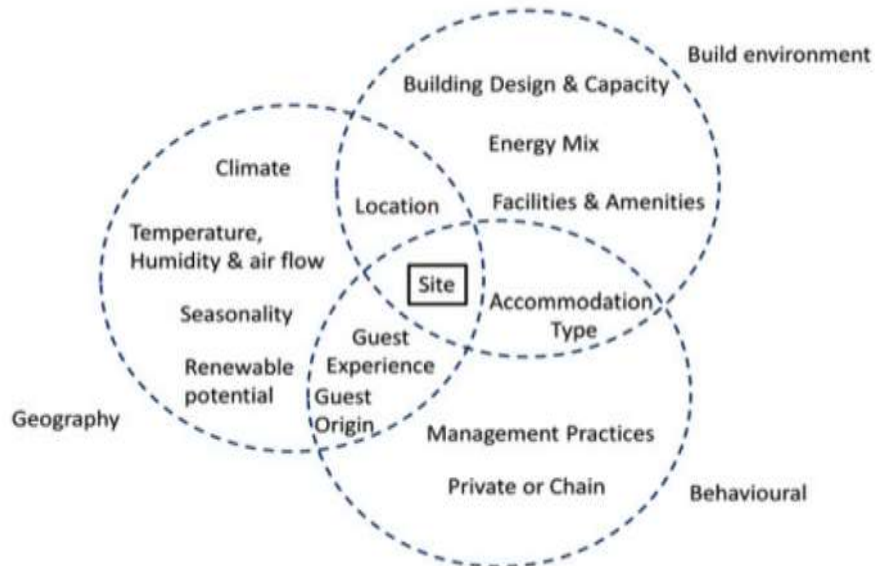 Build environment
Building Design & Capacity
Energy Mix
Climate
Location
Facilities & Amenities
Temperature,
Humidity & air flow
Site
Accommodation
Type
Seasonality
Guest
Experience
Renewable
potential
Guest
Origin
Geography
Management Practices
Private or Chain
Behavioural